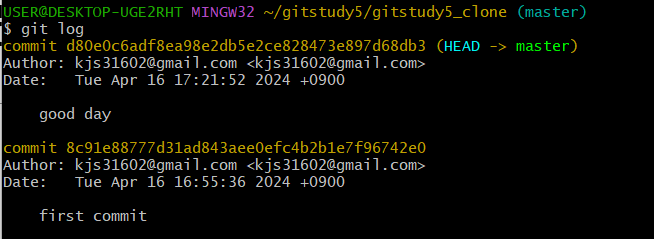 USER@DESKTOP-UGE2RHT MINGW32 ~/gitstudy5/gitstudy5_clone (master)
$ git log
commit d80e0c6adf8ea98e2db5e2ce828473e897d68db3 (HEAD -> master)
Author: kjs31602@gmail.com <kjs31602@gmail.com>
Date:   Tue Apr 16 17:21:52 2024 +0900

    good day

commit 8c91e88777d31ad843aee0efc4b2b1e7f96742e0
Author: kjs31602@gmail.com <kjs31602@gmail.com>
Date:   Tue Apr 16 16:55:36 2024 +0900

    first commit